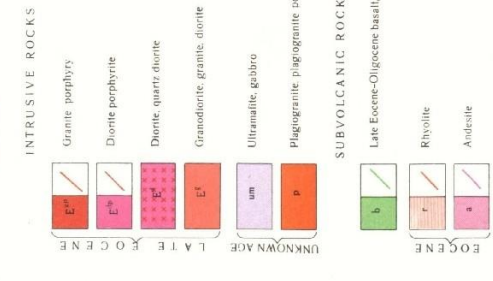 INTRUSIVE ROCKS
LATE EOCENE
Granite porphyry
Diorite porphyrite
Diorite, quartz diorite
Granodiorite, granite, diorite
um
Ultramafite, gabbro
p
Plagiogranite, plagiogranite
UNKNOWN AGE
SUBVOLCANIC ROCK
b
Late Eocene-Oligocene basalt,
EOCENE
r
Rhyolite
a
Andesite